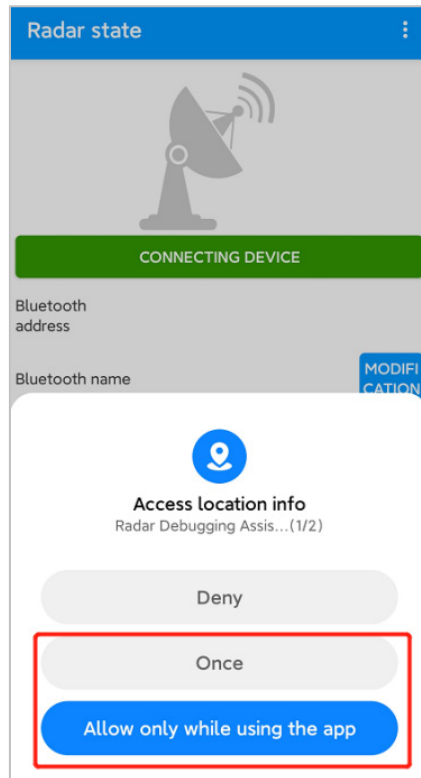 Radar state
CONNECTING DEVICE
Bluetooth
address
Bluetooth name
MODIFI
CATION
Access location info
Radar Debugging Assis...(1/2)
Deny
Once
Allow only while using the app